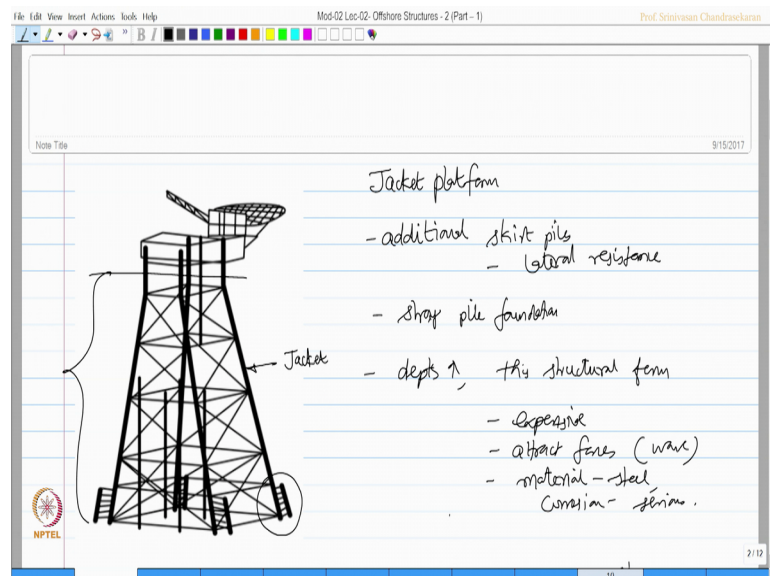 File Edit View Insert Actions Tools Help
Mod-02 Lec-02- Offshore Structures - 2 (Part – 1)
Prof. Srinivasan Chandrasekaran
B I
Note Title
9/15/2017
Jacket platform
- additional skirt piles
- lateral resistance
- strong pile foundation
- depth ↑, this structural form
Jacket
- expensive
- attract forces (wave)
- material - steel,
Corrosion - serious.
NPTEL
2 / 12